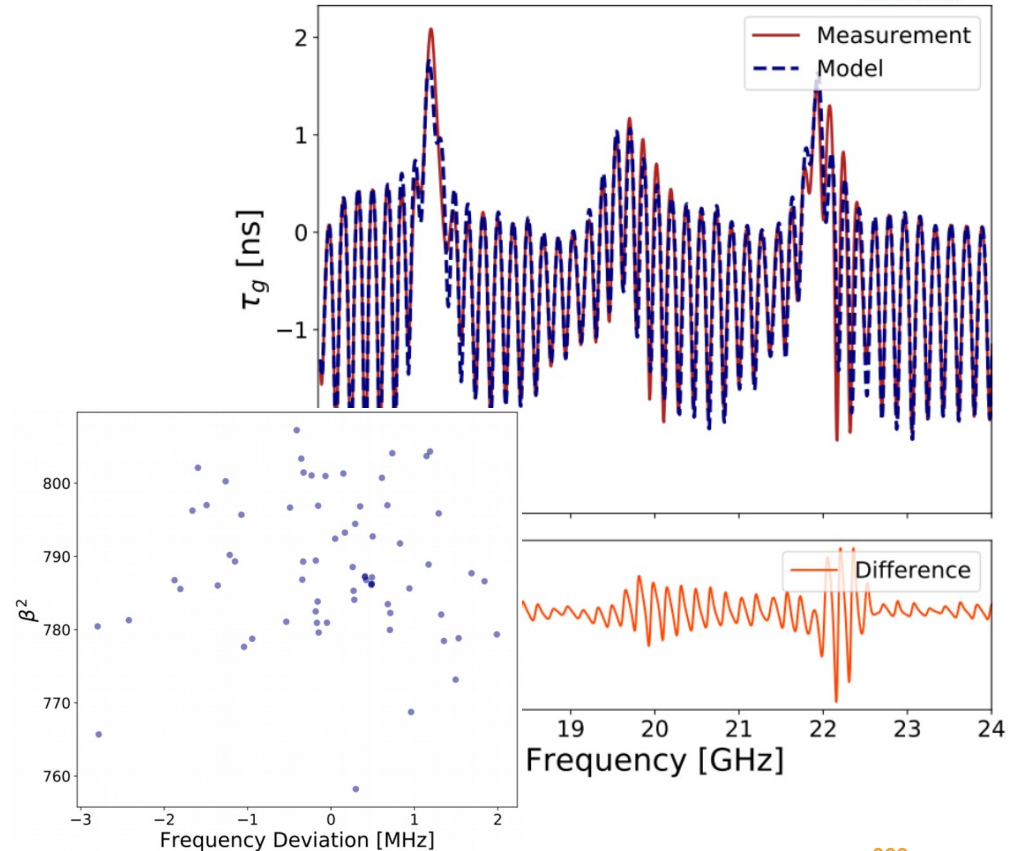 2
1
0
−1
τg [ns]
Measurement
Model
Difference
19 20 21 22 23 24
Frequency [GHz]
800
790
780
770
760
β²
−3 −2 −1 0 1 2
Frequency Deviation [MHz]